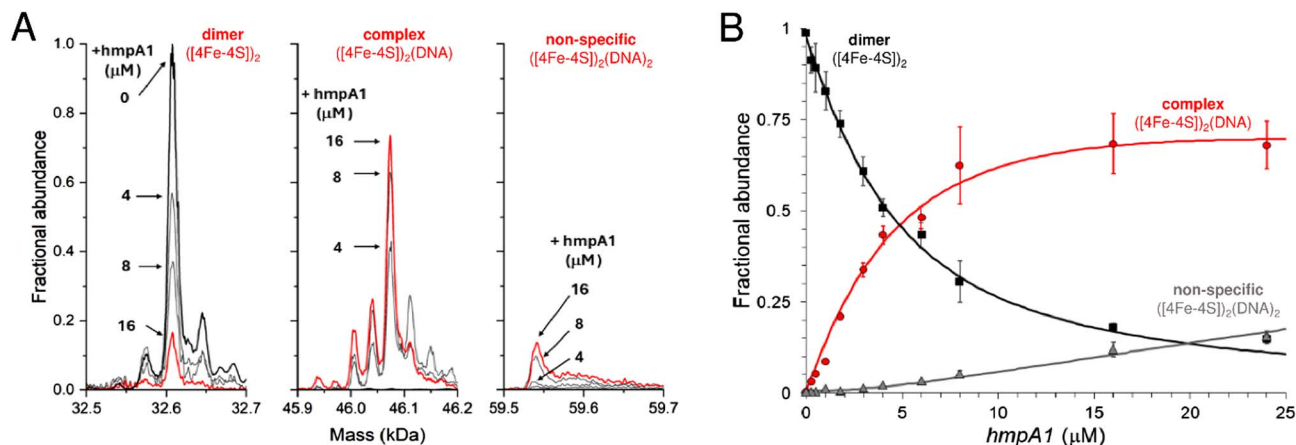 A
+hmpA1
(µM)
0
4
8
16
dimer
([4Fe-4S])₂
Fractional abundance
1.0
0.8
0.6
0.4
0.2
0.0
32.5
32.6
32.7
complex
([4Fe-4S])₂(DNA)
+ hmpA1
(µM)
16
8
4
45.9
46.0
46.1
46.2
Mass (kDa)
non-specific
([4Fe-4S])₂(DNA)₂
+ hmpA1
(µM)
16
8
4
59.5
59.6
59.7
B
Fractional abundance
1
0.75
0.5
0.25
0
dimer
([4Fe-4S])₂
complex
([4Fe-4S])₂(DNA)
non-specific
([4Fe-4S])₂(DNA)₂
0
5
10
15
20
25
hmpA1 (µM)